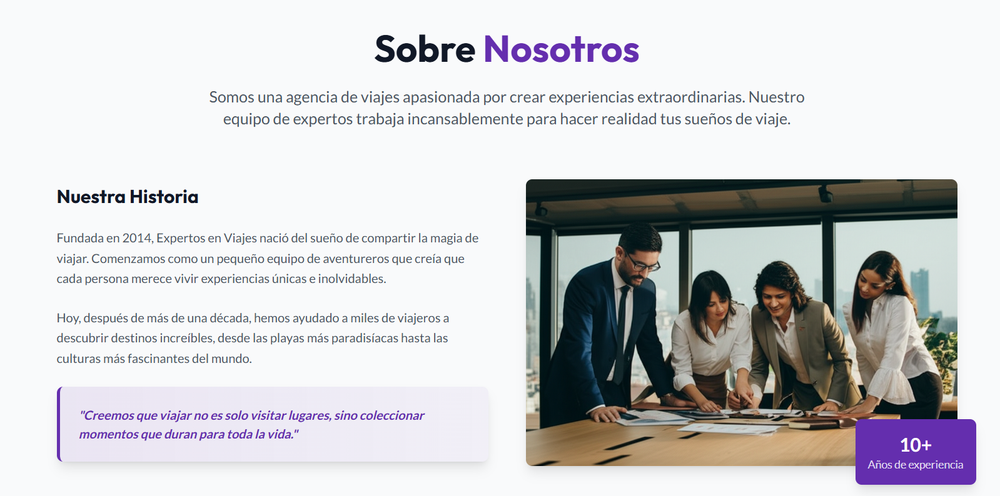 Sobre Nosotros
Somos una agencia de viajes apasionada por crear experiencias extraordinarias. Nuestro
equipo de expertos trabaja incansablemente para hacer realidad tus sueños de viaje.
Nuestra Historia
Fundada en 2014, Expertos en Viajes nació del sueño de compartir la magia de
viajar. Comenzamos como un pequeño equipo de aventureros que creía que
cada persona merece vivir experiencias únicas e inolvidables.
Hoy, después de más de una década, hemos ayudado a miles de viajeros a
descubrir destinos increíbles, desde las playas más paradisíacas hasta las
culturas más fascinantes del mundo.
"Creemos que viajar no es solo visitar lugares, sino coleccionar
momentos que duran para toda la vida."
10+
Años de experiencia